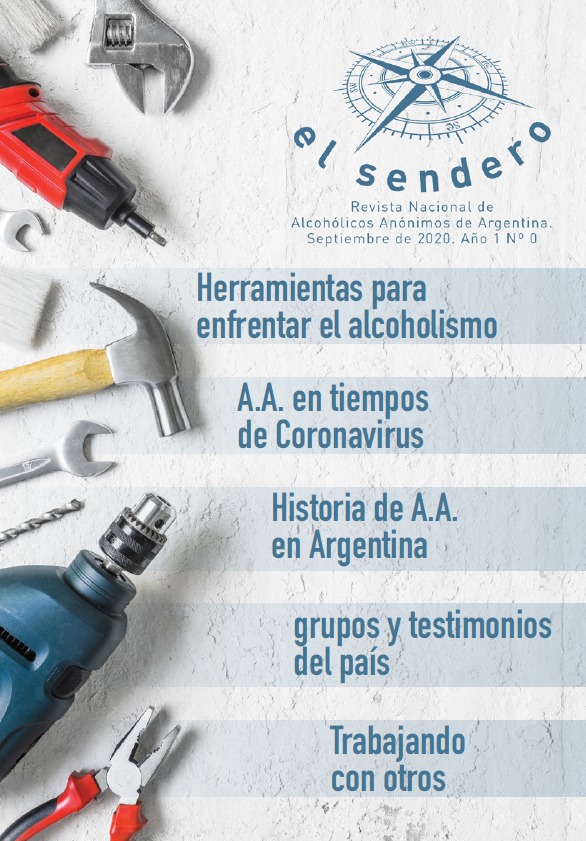 el sendero
Revista Nacional de
Alcohólicos Anónimos de Argentina.
Septiembre de 2020. Año 1 Nº 0
Herramientas para
enfrentar el alcoholismo
A.A. en tiempos
de Coronavirus
Historia de A.A.
en Argentina
grupos y testimonios
del país
Trabajando
con otros